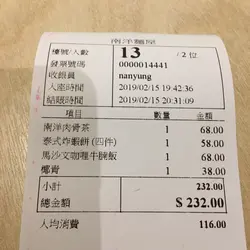 南洋麵屋
檯號/人數 13 / 2 位
發票號碼 0000014441
收銀員 nanyung
入座時間 2019/02/15 19:42:36
結賬時間 2019/02/15 20:31:09
項目 數量 金額
南洋肉骨茶 1 68.00
泰式炸蝦餅 (四件) 1 58.00
馬沙文咖喱牛腩飯 1 68.00
椰青 1 38.00
小計 232.00
總金額 $ 232.00
人均消費 116.00